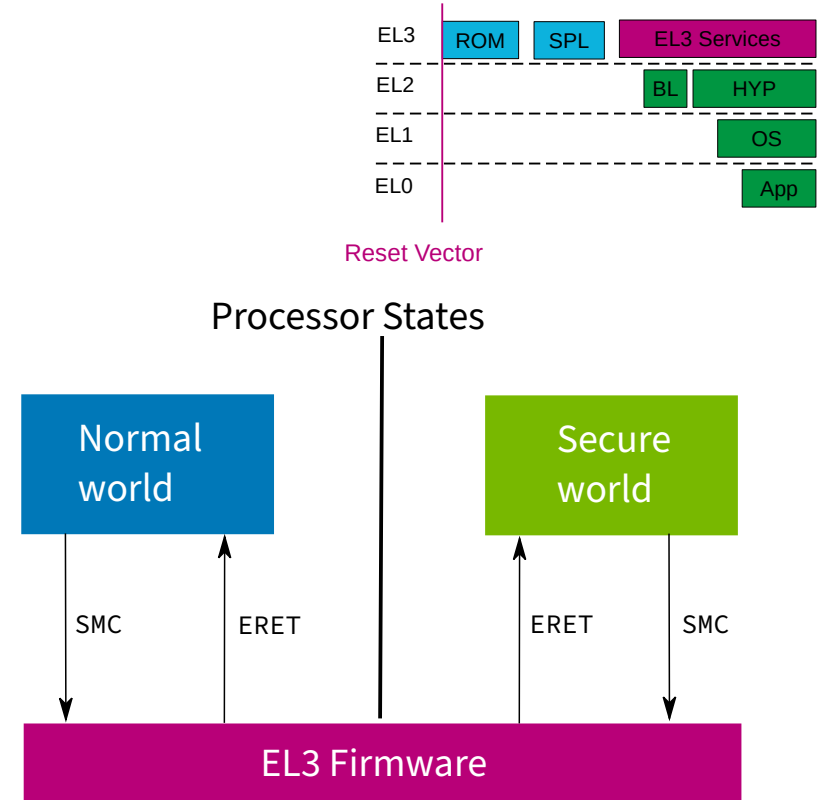 EL3 ROM SPL EL3 Services
EL2 BL HYP
EL1 OS
EL0 App
Reset Vector
Processor States
Normal
world
Secure
world
SMC ERET ERET SMC
EL3 Firmware